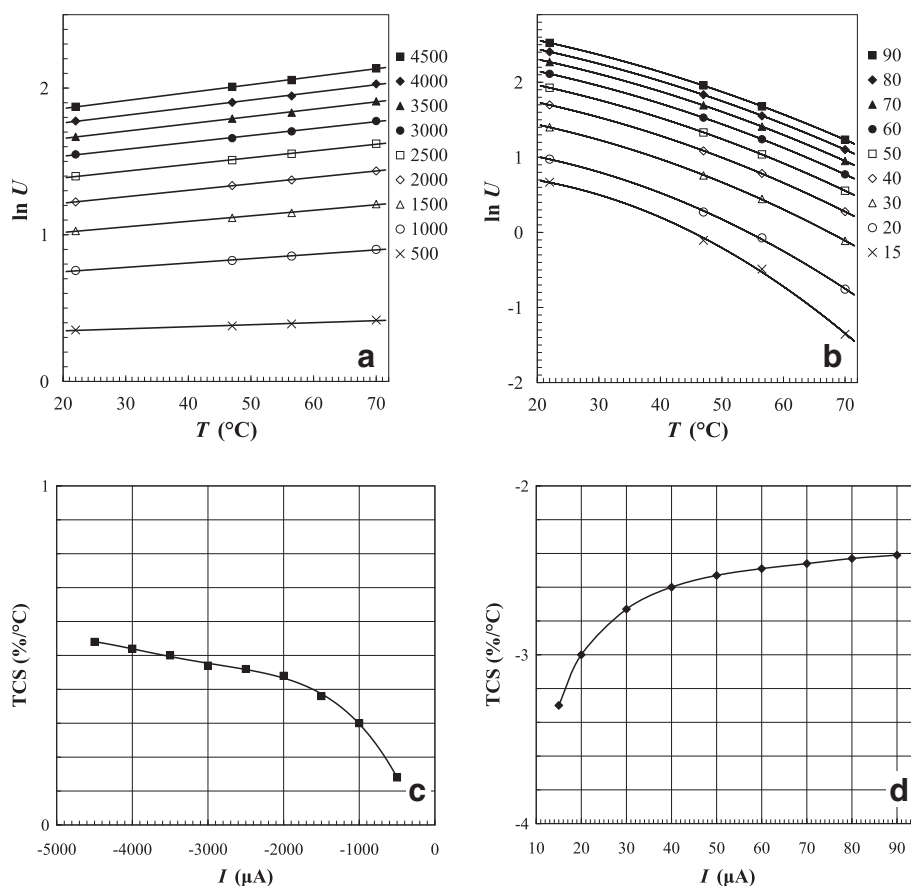 2
1
0
ln U
20 30 40 50 60 70
T (°C)
4500
4000
3500
3000
2500
2000
1500
1000
500
a
2
1
0
-1
-2
ln U
20 30 40 50 60 70
T (°C)
90
80
70
60
50
40
30
20
15
b
1
0
TCS (%/°C)
-5000 -4000 -3000 -2000 -1000 0
I (µA)
c
-2
-3
-4
TCS (%/°C)
10 20 30 40 50 60 70 80 90
I (µA)
d